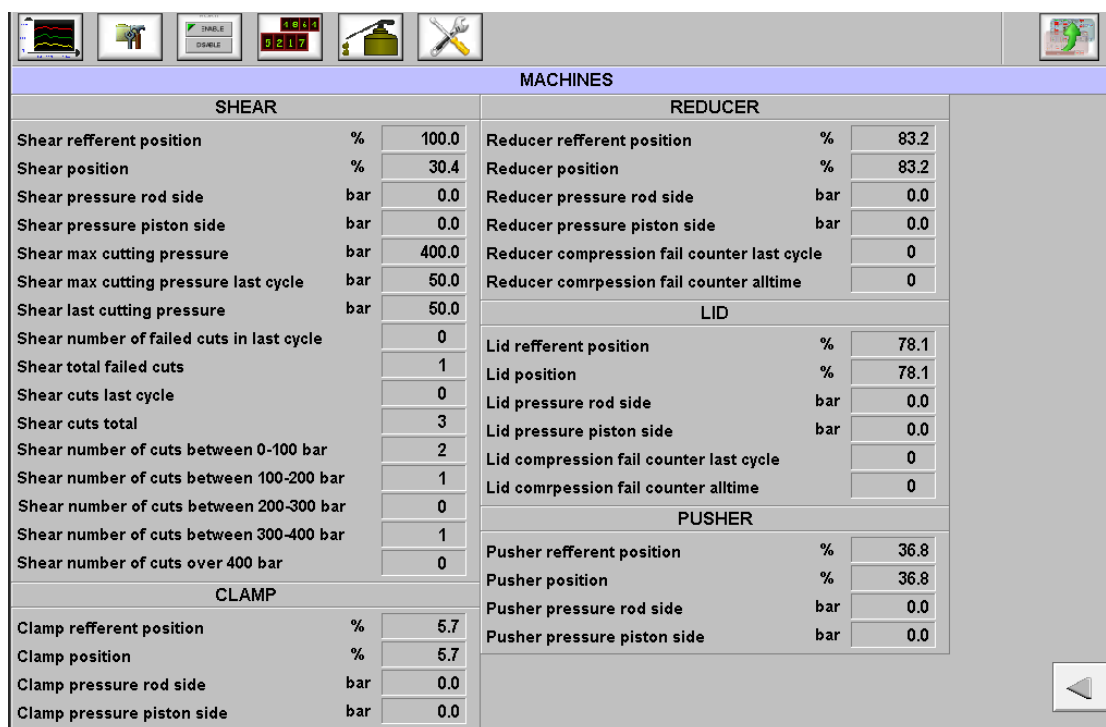 ENABLE
DISABLE
4864
5217
MACHINES
SHEAR
Shear refferent position % 100.0
Shear position % 30.4
Shear pressure rod side bar 0.0
Shear pressure piston side bar 0.0
Shear max cutting pressure bar 400.0
Shear max cutting pressure last cycle bar 50.0
Shear last cutting pressure bar 50.0
Shear number of failed cuts in last cycle 0
Shear total failed cuts 1
Shear cuts last cycle 0
Shear cuts total 3
Shear number of cuts between 0-100 bar 2
Shear number of cuts between 100-200 bar 1
Shear number of cuts between 200-300 bar 0
Shear number of cuts between 300-400 bar 1
Shear number of cuts over 400 bar 0
CLAMP
Clamp refferent position % 5.7
Clamp position % 5.7
Clamp pressure rod side bar 0.0
Clamp pressure piston side bar 0.0
REDUCER
Reducer refferent position % 83.2
Reducer position % 83.2
Reducer pressure rod side bar 0.0
Reducer pressure piston side bar 0.0
Reducer compression fail counter last cycle 0
Reducer comrpession fail counter alltime 0
LID
Lid refferent position % 78.1
Lid position % 78.1
Lid pressure rod side bar 0.0
Lid pressure piston side bar 0.0
Lid compression fail counter last cycle 0
Lid comrpession fail counter alltime 0
PUSHER
Pusher refferent position % 36.8
Pusher position % 36.8
Pusher pressure rod side bar 0.0
Pusher pressure piston side bar 0.0